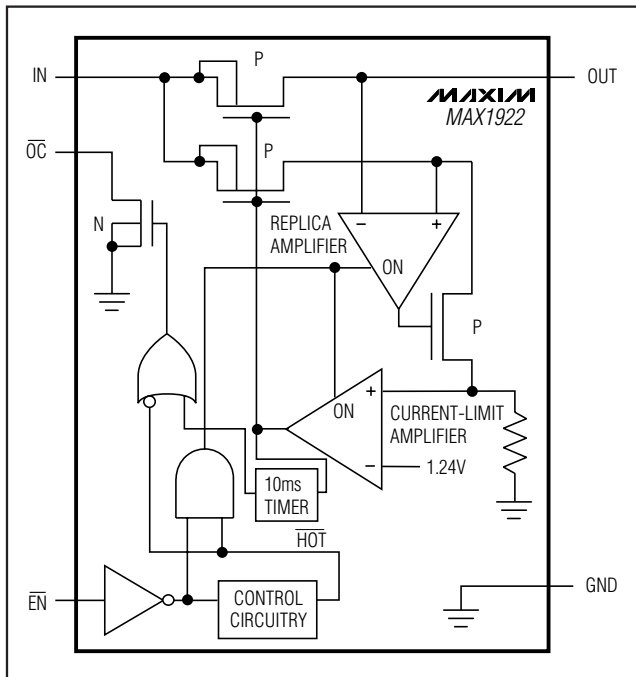 P
IN
OUT
MAXIM
MAX1922
OC
P
N
REPLICA
AMPLIFIER
−
+
ON
P
ON
+
CURRENT-LIMIT
AMPLIFIER
−
1.24V
10ms
TIMER
HOT
EN
CONTROL
CIRCUITRY
GND